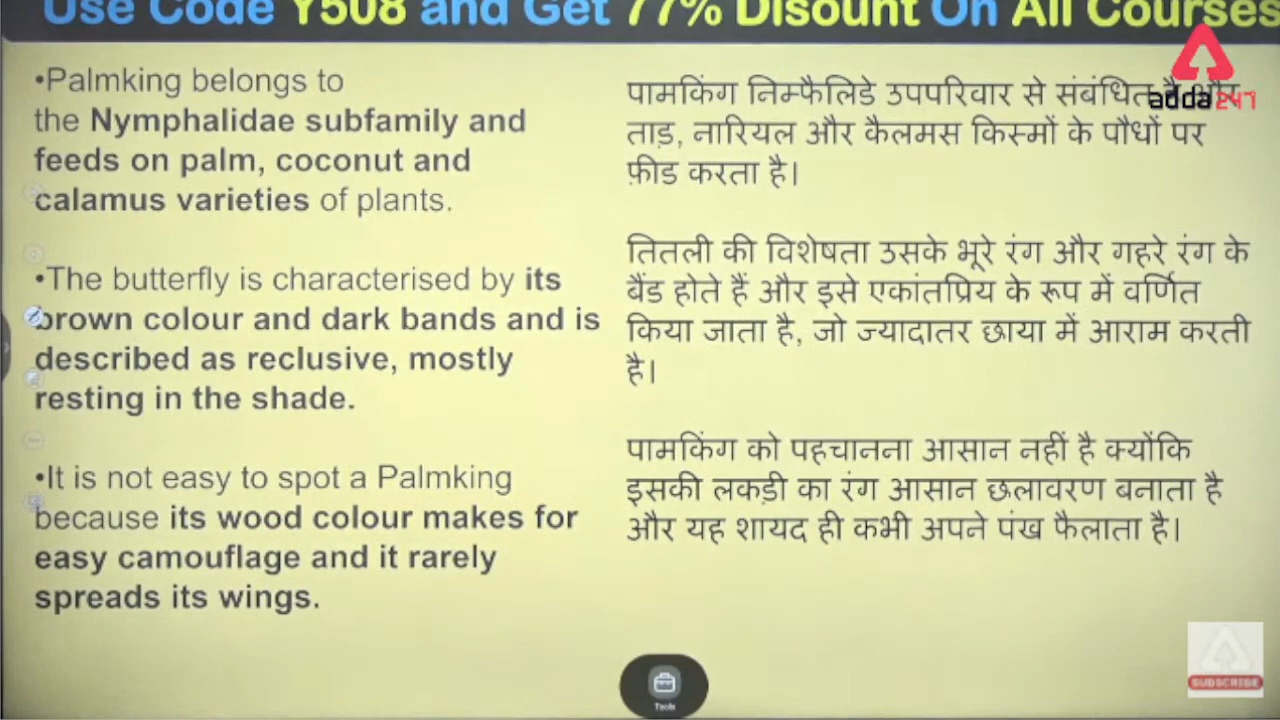 Use Code Y508 and Get 77% Disount On All Courses
•Palmking belongs to
the Nymphalidae subfamily and
feeds on palm, coconut and
calamus varieties of plants.
•The butterfly is characterised by its
brown colour and dark bands and is
described as reclusive, mostly
resting in the shade.
•It is not easy to spot a Palmking
because its wood colour makes for
easy camouflage and it rarely
spreads its wings.
पामकिंग निम्फैलिडे उपपरिवार से संबंधित है और
ताड़, नारियल और कैलमस किस्मों के पौधों पर
फ़ीड करता है।
तितली की विशेषता उसके भूरे रंग और गहरे रंग के
बैंड होते हैं और इसे एकांतप्रिय के रूप में वर्णित
किया जाता है, जो ज्यादातर छाया में आराम करती
है।
पामकिंग को पहचानना आसान नहीं है क्योंकि
इसकी लकड़ी का रंग आसान छलावरण बनाता है
और यह शायद ही कभी अपने पंख फैलाता है।
adda247
Tools
SUBSCRIBE